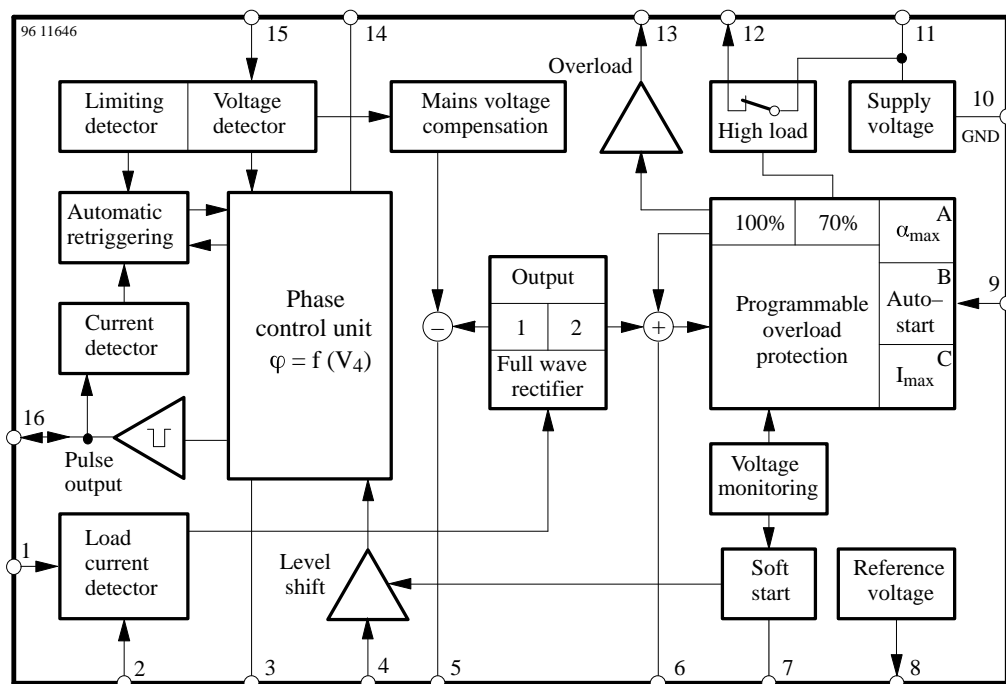 96 11646
15
14
13
12
11
Overload
Limiting
detector
Voltage
detector
Mains voltage
compensation
High load
Supply
voltage
10
GND
Automatic
retriggering
100%
70%
A
αmax
Phase
control unit
φ = f (V4)
Output
1
2
Full wave
rectifier
−
+
Programmable
overload
protection
B
Auto–
start
C
Imax
9
Current
detector
16
Pulse
output
Voltage
monitoring
1
Load
current
detector
Level
shift
Soft
start
Reference
voltage
2
3
4
5
6
7
8